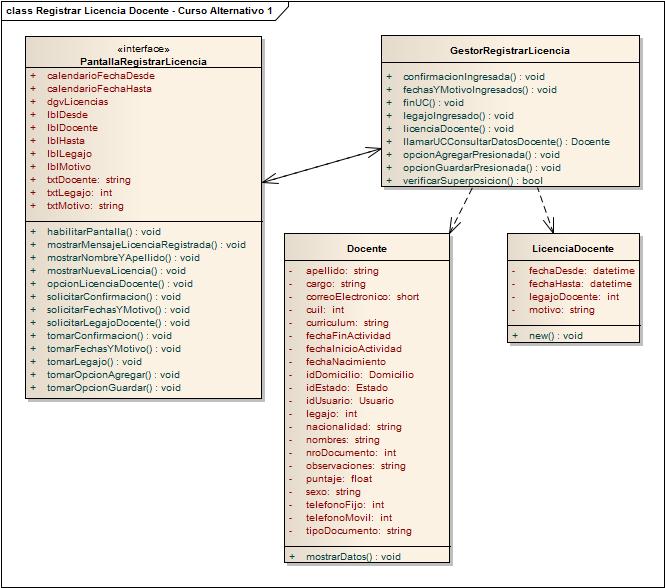 class Registrar Licencia Docente - Curso Alternativo 1
«interface»
PantallaRegistrarLicencia
+ calendarioFechaDesde
+ calendarioFechaHasta
+ dgvLicencias
+ lblDesde
+ lblDocente
+ lblHasta
+ lblLegajo
+ lblMotivo
+ txtDocente: string
+ txtLegajo: int
+ txtMotivo: string
+ habilitarPantalla() : void
+ mostrarMensajeLicenciaRegistrada() : void
+ mostrarNombreYApellido() : void
+ mostrarNuevaLicencia() : void
+ opcionLicenciaDocente() : void
+ solicitarConfirmacion() : void
+ solicitarFechasYMotivo() : void
+ solicitarLegajoDocente() : void
+ tomarConfirmacion() : void
+ tomarFechasYMotivo() : void
+ tomarLegajo() : void
+ tomarOpcionAgregar() : void
+ tomarOpcionGuardar() : void
GestorRegistrarLicencia
+ confirmacionIngresada() : void
+ fechasYMotivoIngresados() : void
+ finUC() : void
+ legajoIngresado() : void
+ licenciaDocente() : void
+ llamarUCConsultarDatosDocente() : Docente
+ opcionAgregarPresionada() : void
+ opcionGuardarPresionada() : void
+ verificarSuperposicion() : bool
Docente
- apellido: string
- cargo: string
- correoElectronico: short
- cuil: int
- curriculum: string
- fechaFinActividad
- fechaInicioActividad
- fechaNacimiento
- idDomicilio: Domicilio
- idEstado: Estado
- idUsuario: Usuario
- legajo: int
- nacionalidad: string
- nombres: string
- nroDocumento: int
- observaciones: string
- puntaje: float
- sexo: string
- telefonoFijo: int
- telefonoMovil: int
- tipoDocumento: string
+ mostrarDatos() : void
LicenciaDocente
- fechaDesde: datetime
- fechaHasta: datetime
- legajoDocente: int
- motivo: string
+ new() : void